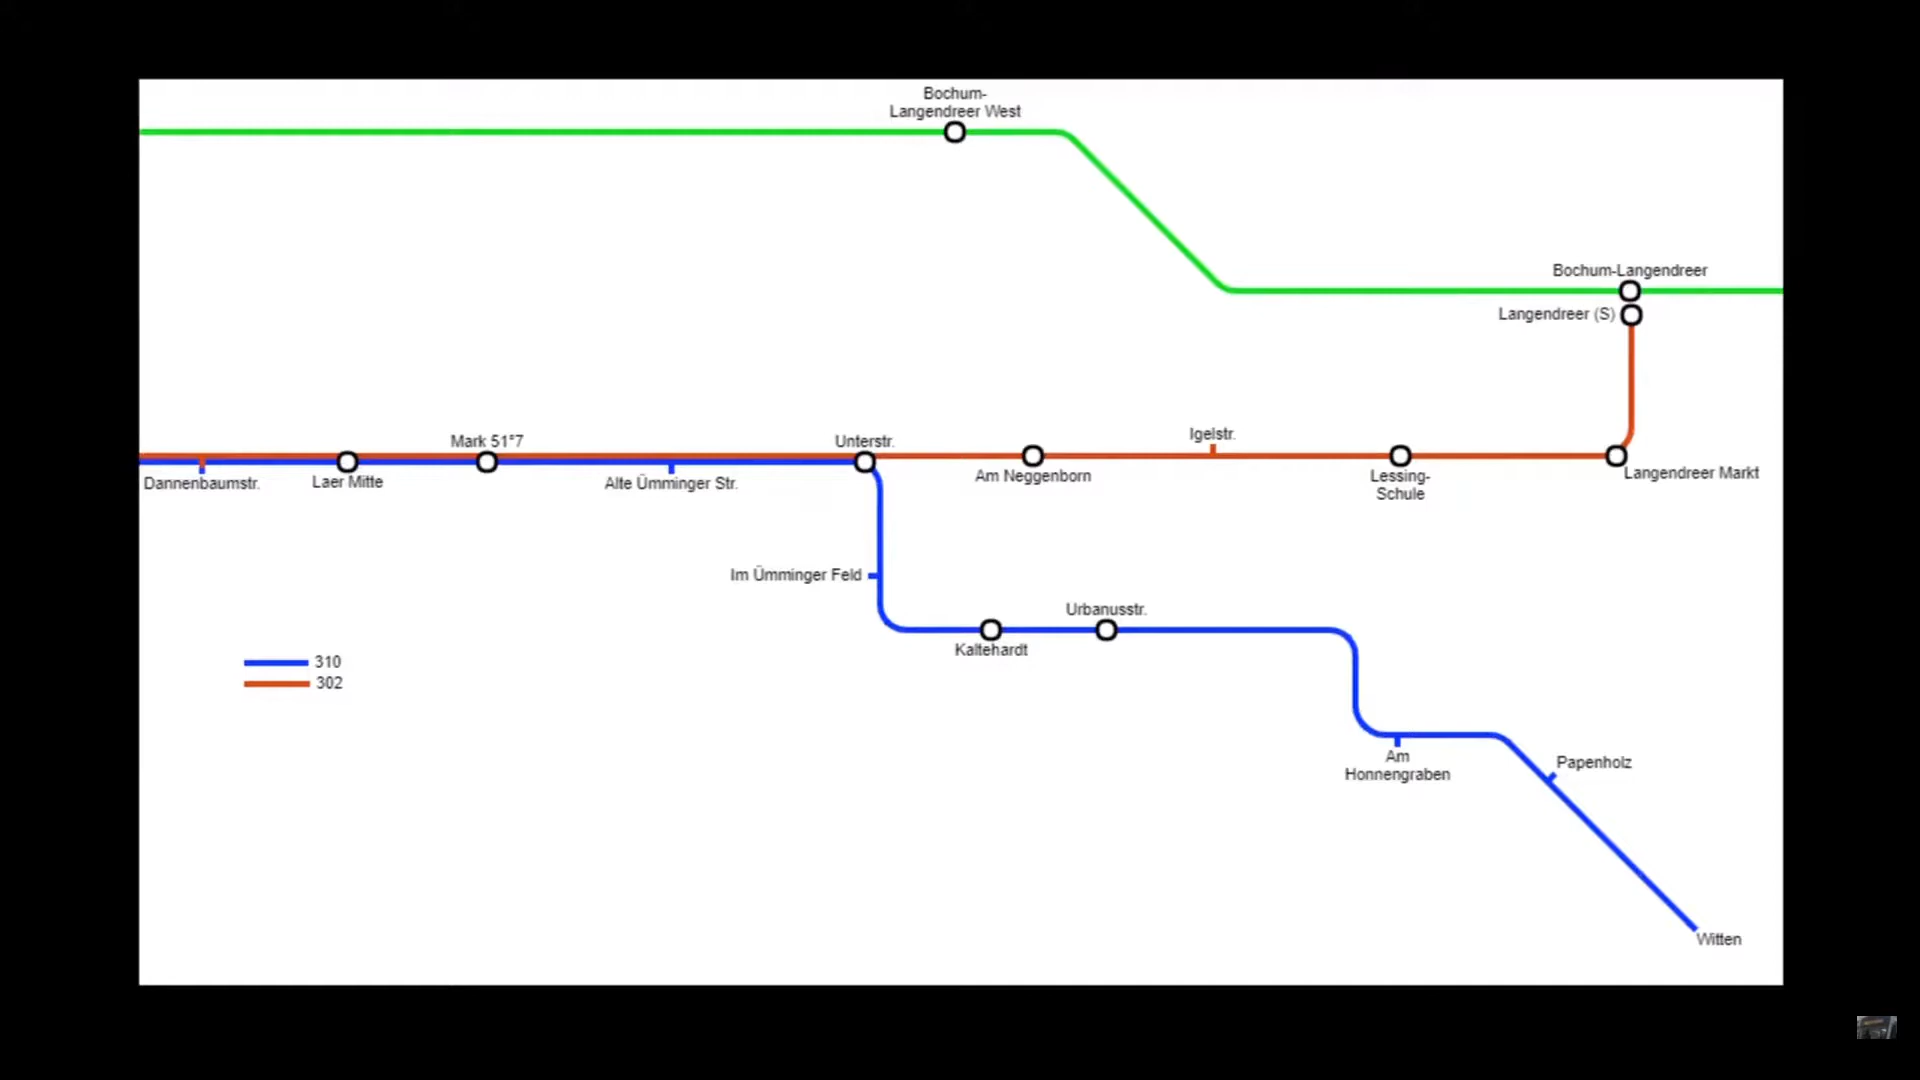 Bochum-
Langendreer West
Bochum-Langendreer
Langendreer (S)
Igelstr.
Mark 51°7
Unterstr.
Dannenbaumstr.
Laer Mitte
Alte Ümminger Str.
Am Neggenborn
Lessing-
Schule
Langendreer Markt
Im Ümminger Feld
Urbanusstr.
Kaltehardt
310
302
Am
Honnengraben
Papenholz
Witten